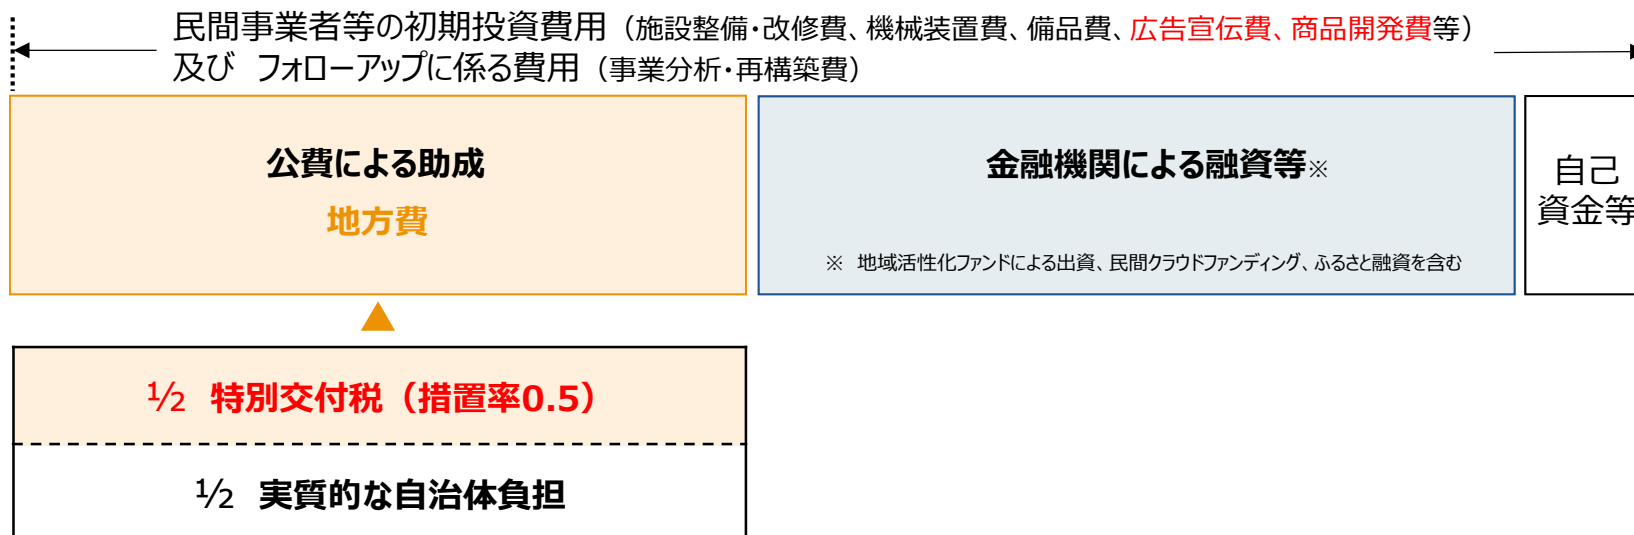 民間事業者等の初期投資費用（施設整備・改修費、機械装置費、備品費、広告宣伝費、商品開発費等）
及び　フォローアップに係る費用（事業分析・再構築費）
公費による助成
地方費
金融機関による融資等※
※　地域活性化ファンドによる出資、民間クラウドファンディング、ふるさと融資を含む
自己
資金等
½　特別交付税（措置率0.5）
½　実質的な自治体負担